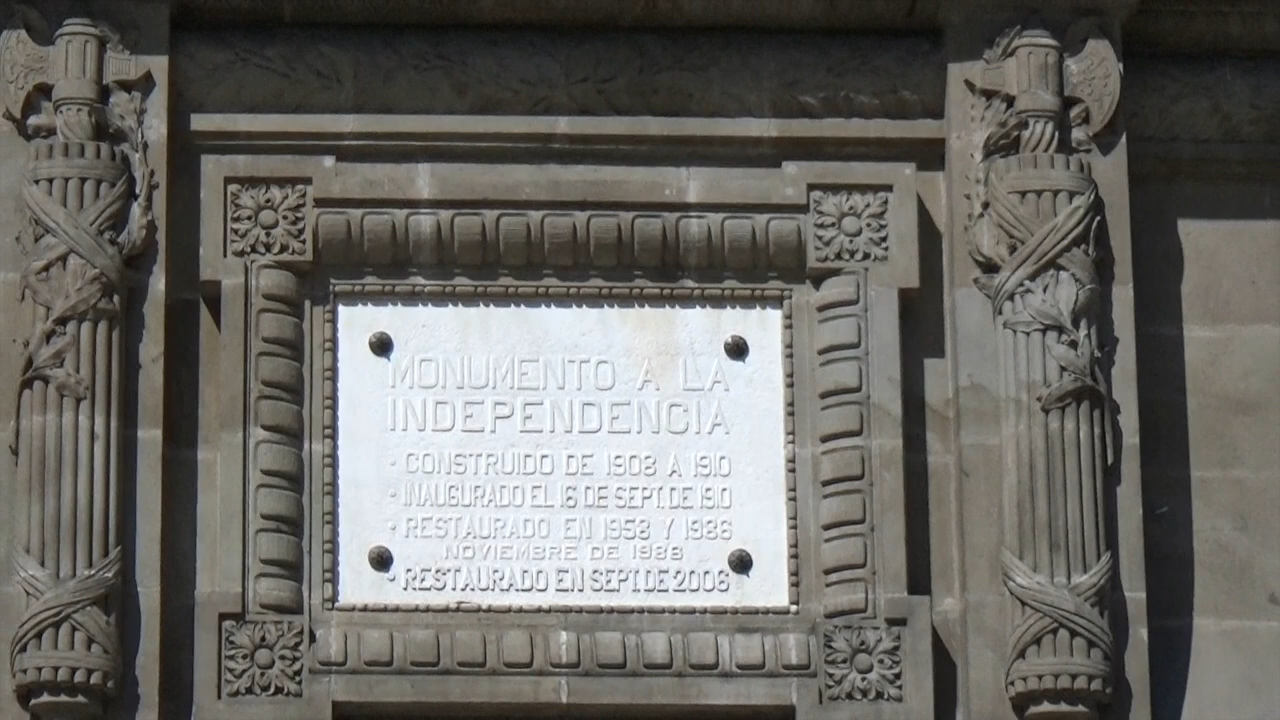 MONUMENTO A LA
INDEPENDENCIA
· CONSTRUIDO DE 1903 A 1910
· INAUGURADO EL 16 DE SEPT. DE 1910
· RESTAURADO EN 1958 Y 1986
NOVIEMBRE DE 1988
· RESTAURADO EN SEPT. DE 2006